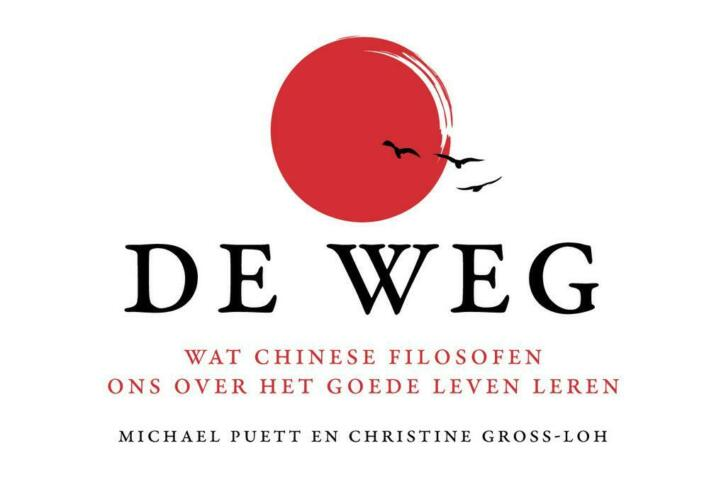 DE WEG
WAT CHINESE FILOSOFEN
ONS OVER HET GOEDE LEVEN LEREN
MICHAEL PUETT EN CHRISTINE GROSS-LOH